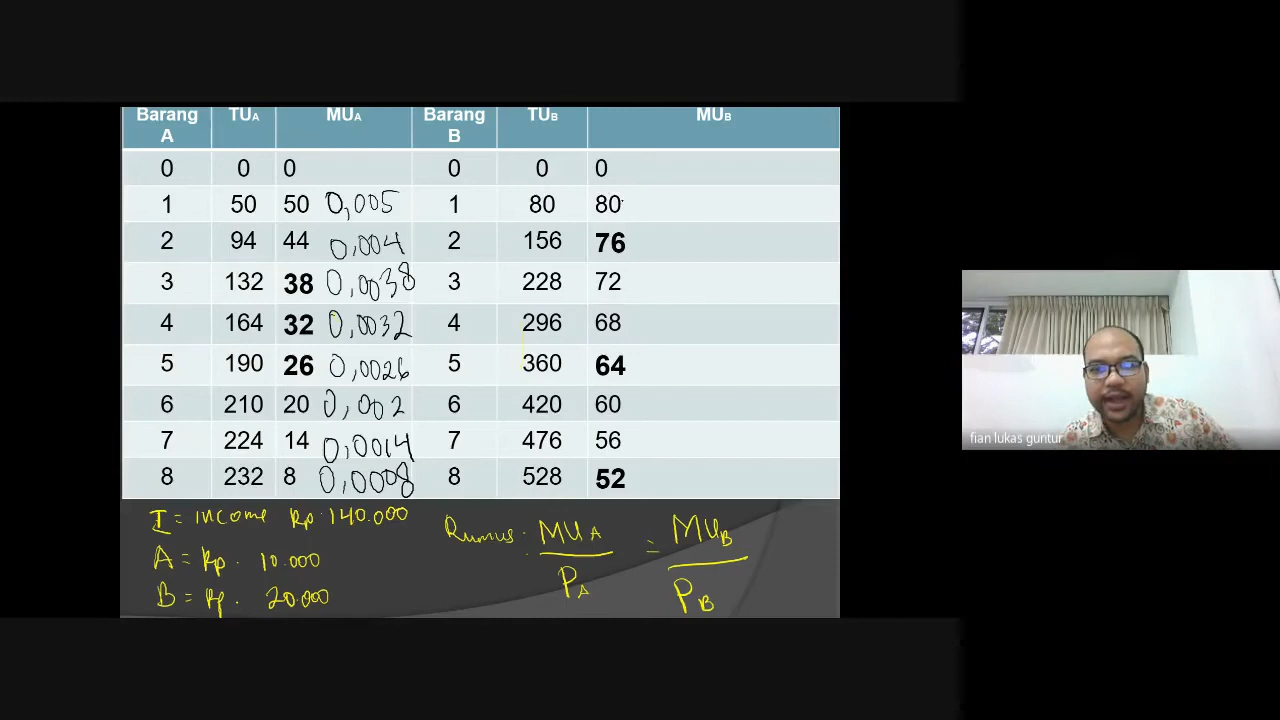 Barang A TUA MUA Barang B TUB MUB
0 0 0 0 0 0
1 50 50 0,005 1 80 80
2 94 44 0,004 2 156 76
3 132 38 0,0038 3 228 72
4 164 32 0,0032 4 296 68
5 190 26 0,0026 5 360 64
6 210 20 0,002 6 420 60
7 224 14 0,0014 7 476 56
8 232 8 0,0008 8 528 52
I = income Rp. 140.000
A = Rp. 10.000
B = Rp. 20.000
Rumus: MU A / PA = MUB / PB
fian lukas guntur